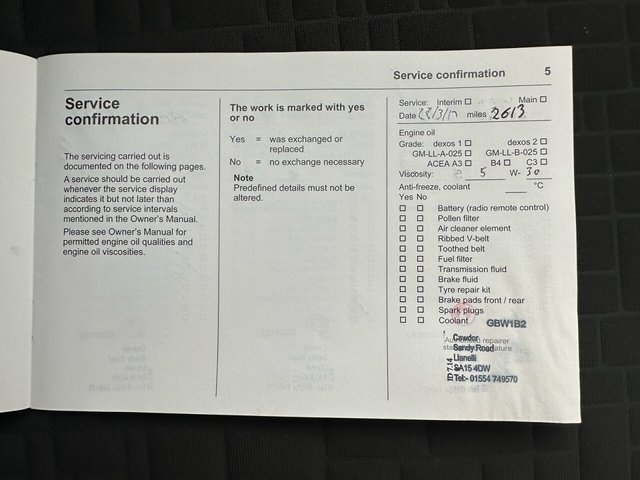 Service confirmation 5
Service
confirmation
The servicing carried out is
documented on the following pages.
A service should be carried out
whenever the service display
indicates it but not later than
according to service intervals
mentioned in the Owner's Manual.
Please see Owner's Manual for
permitted engine oil qualities and
engine oil viscosities.
The work is marked with yes
or no
Yes = was exchanged or
replaced
No = no exchange necessary
Note
Predefined details must not be
altered.
Service: Interim ☐ Main ☐
Date 22/3/17 miles 2613
Engine oil
Grade: dexos 1 ☐ dexos 2 ☐
GM-LL-A-025 ☐ GM-LL-B-025 ☐
ACEA A3 ☐ B4 ☐ C3 ☐
Viscosity: 5 W- 30
Anti-freeze, coolant °C
Yes No
☐ ☐ Battery (radio remote control)
☐ ☐ Pollen filter
☐ ☐ Air cleaner element
☐ ☐ Ribbed V-belt
☐ ☐ Toothed belt
☐ ☐ Fuel filter
☐ ☐ Transmission fluid
☐ ☐ Brake fluid
☐ ☐ Tyre repair kit
☐ ☐ Brake pads front / rear
☐ ☐ Spark plugs
☐ ☐ Coolant GBW1B2
Cawdor
Sandy Road
Llanelli
SA15 4DW
Tel:- 01554 749570